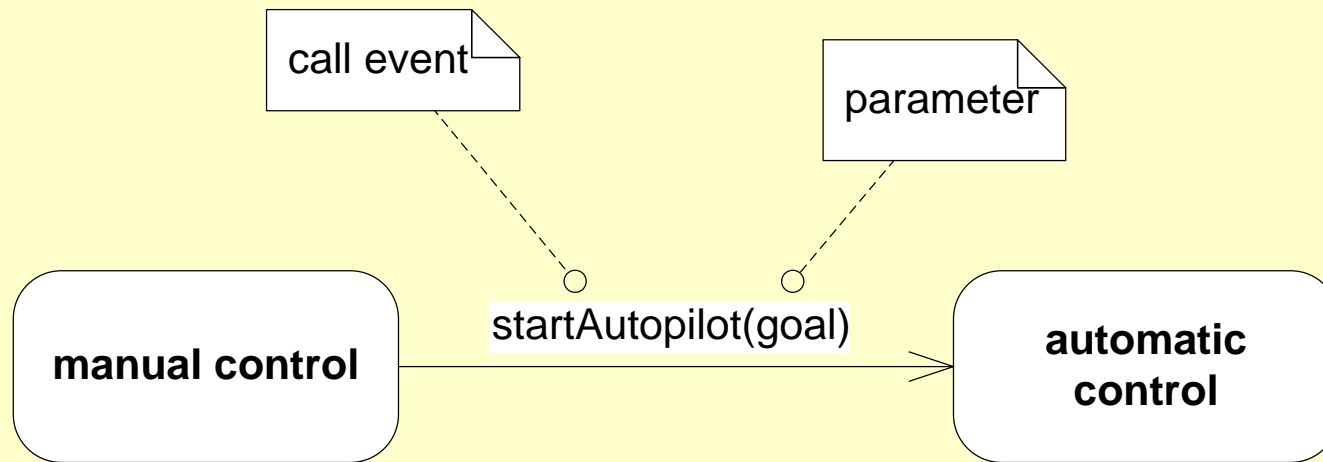 call event
parameter
startAutopilot(goal)
manual control
automatic
control